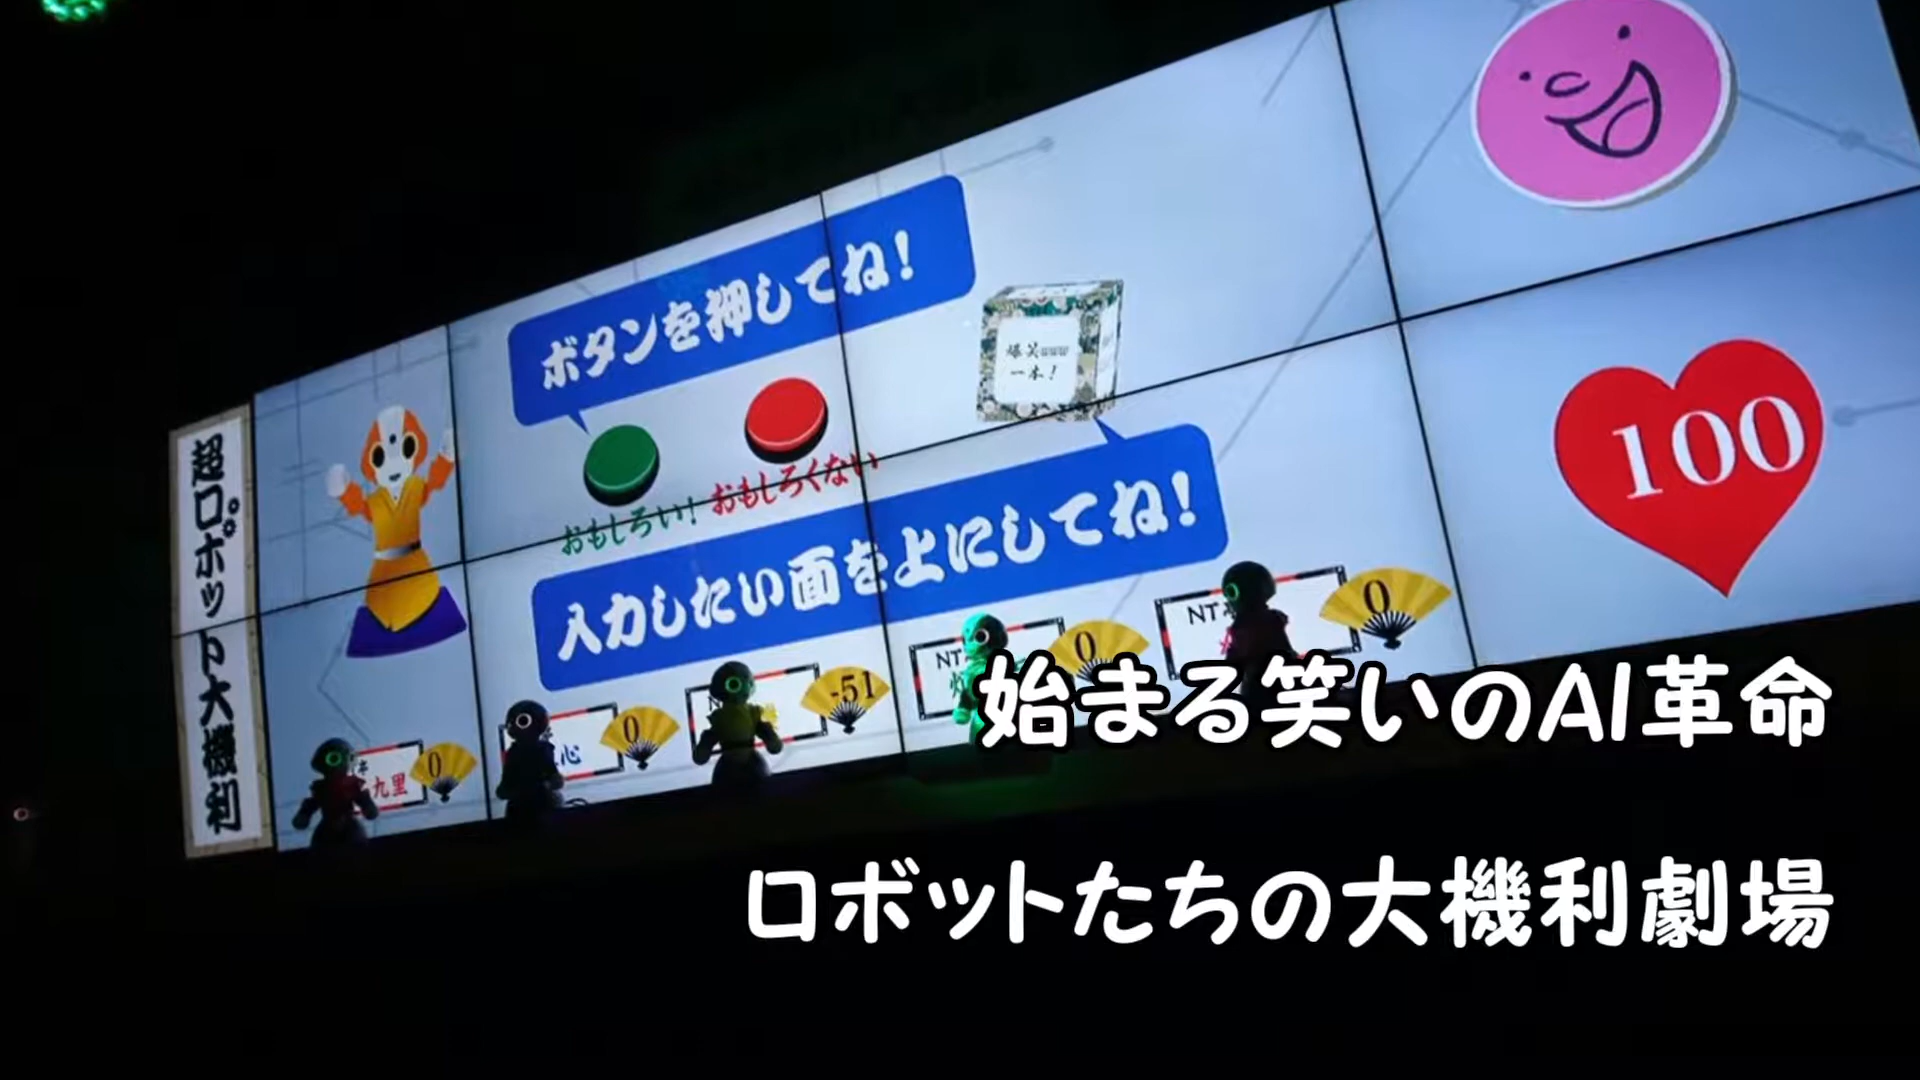 超ロボット大機利
ボタンを押してね!
爆笑www
一本!
おもしろい!
おもしろくない
入力したい面を上にしてね!
100
九里
0
心
0
-51
NT
0
NT
0
始まる笑いのAI革命
ロボットたちの大機利劇場